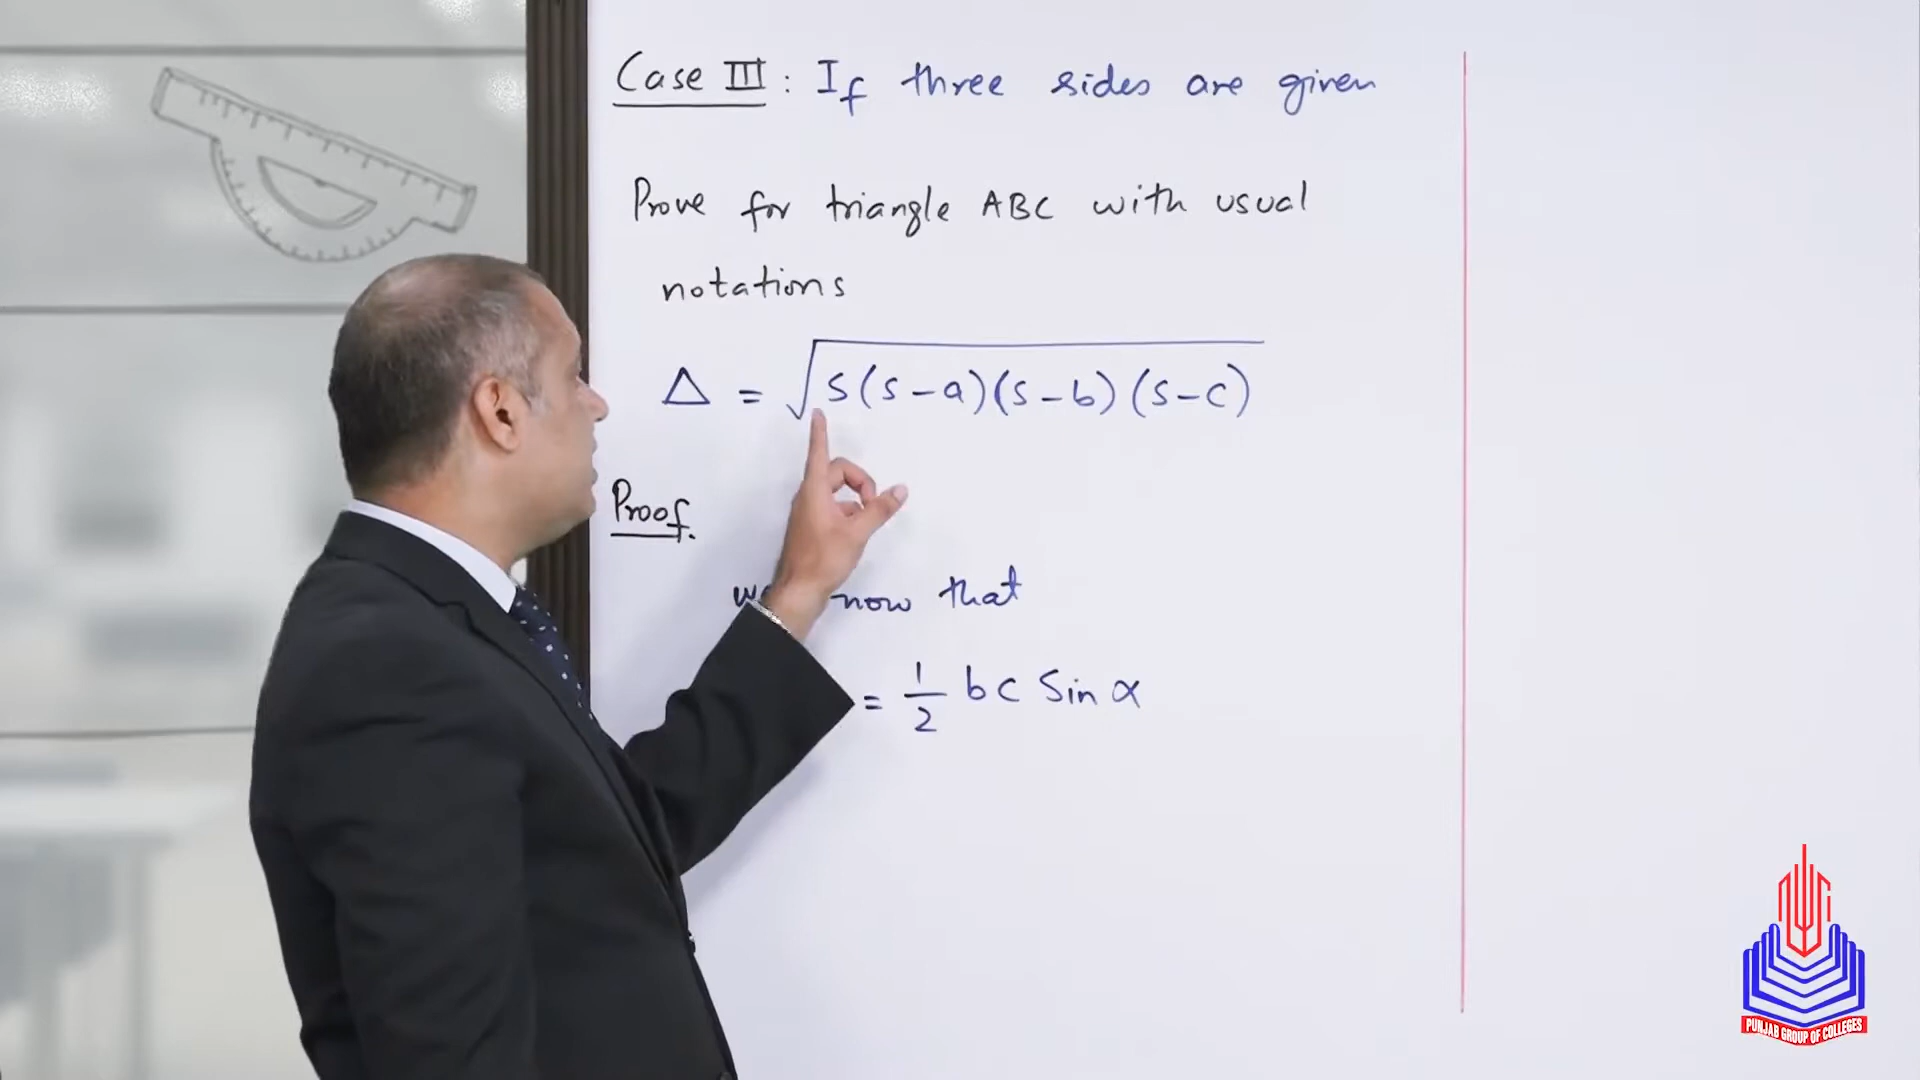 Case III : If three sides are given
Prove for triangle ABC with usual
notations
Δ = √s(s-a)(s-b)(s-c)
Proof.
that
= 1/2 bc Sin α
PUNJAB GROUP OF COLLEGES